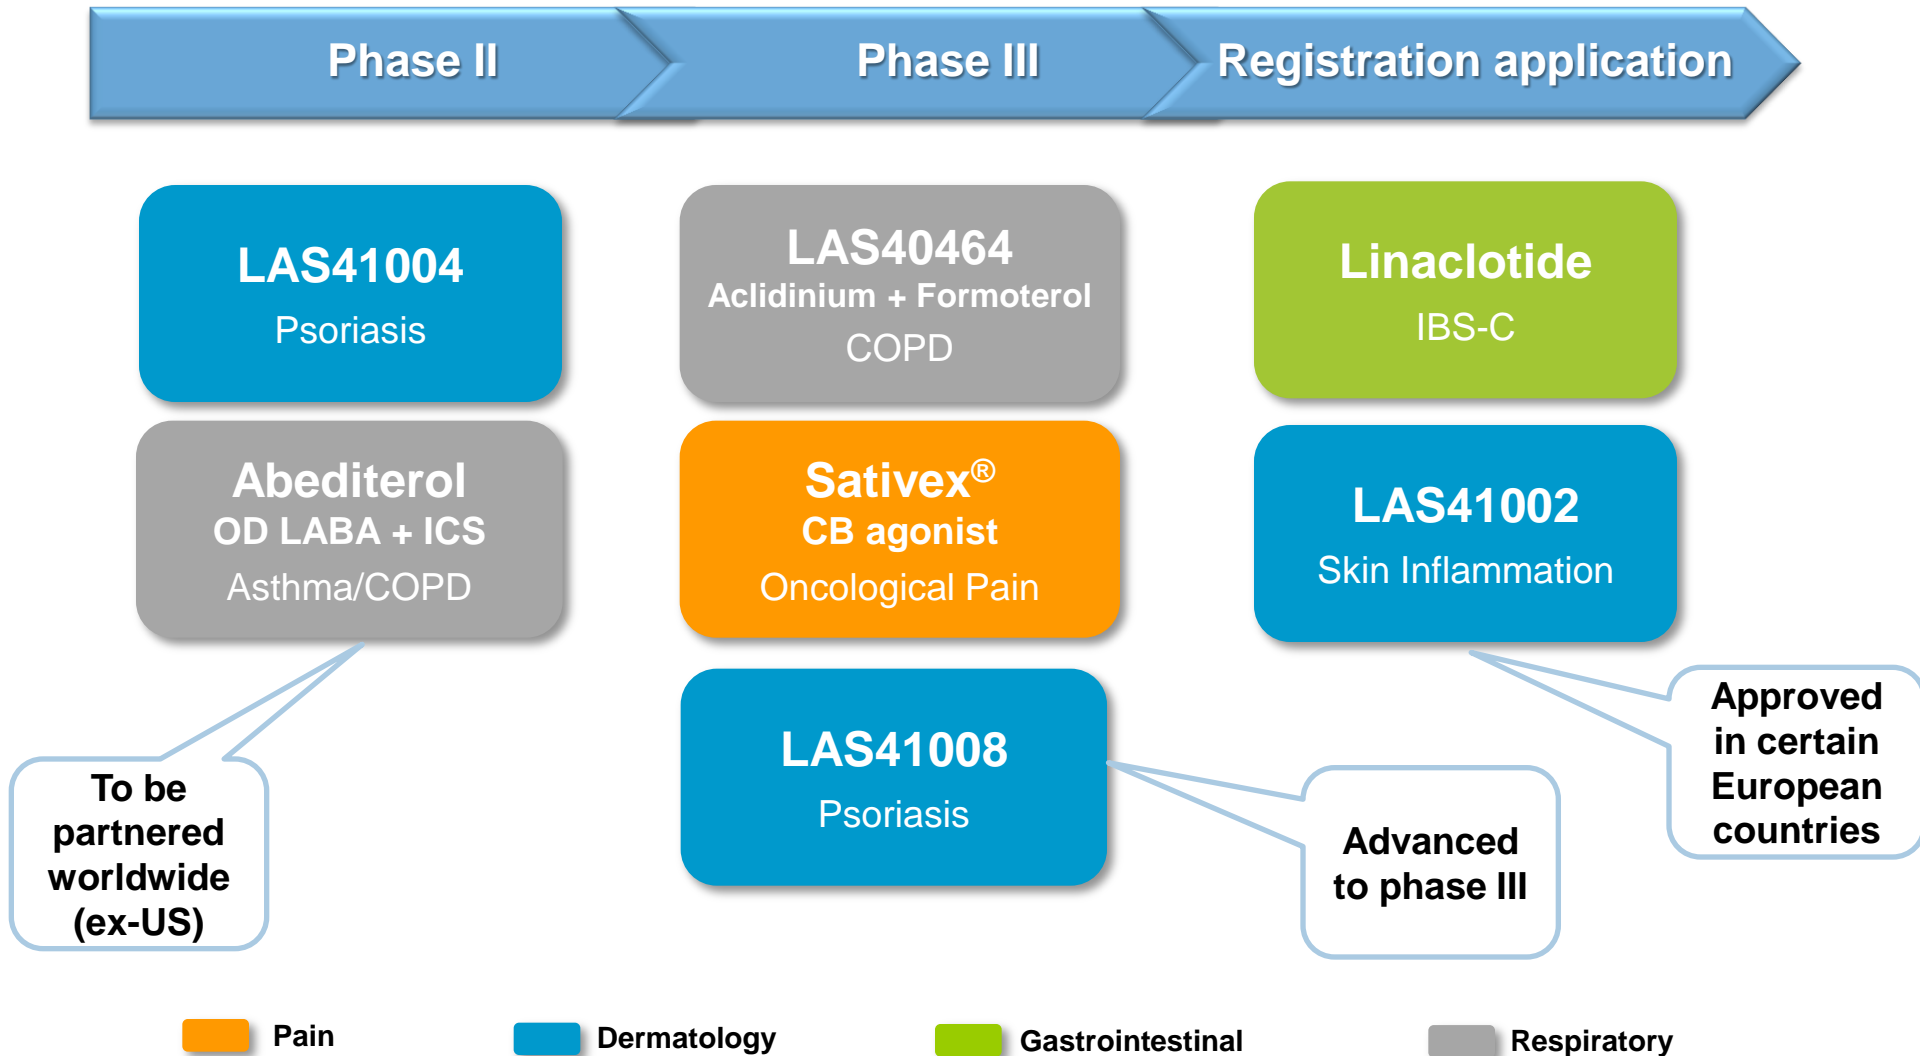 Phase II
Phase III
Registration application
LAS41004
Psoriasis
Abediterol
OD LABA + ICS
Asthma/COPD
To be
partnered
worldwide
(ex-US)
LAS40464
Aclidinium + Formoterol
COPD
Sativex®
CB agonist
Oncological Pain
LAS41008
Psoriasis
Advanced
to phase III
Linaclotide
IBS-C
LAS41002
Skin Inflammation
Approved
in certain
European
countries
Pain
Dermatology
Gastrointestinal
Respiratory